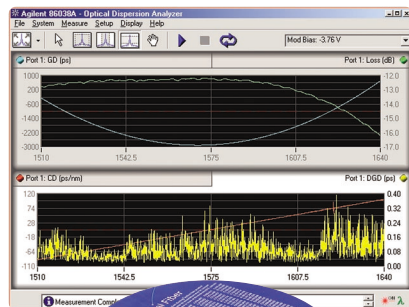 Agilent 86038A - Optical Dispersion Analyzer
File System Measure Setup Display Help
Mod Bias: -3.76 V
Port 1: GD (ps) Port 1: Loss (dB)
1000 -12.0
200 -13.0
-600 -14.0
-1400 -15.0
-2200 -16.0
-3000 -17.0
1510 1542.5 1575 1607.5 1640
Port 1: CD (ps/nm) Port 1: DGD (ps)
120 0.40
74 0.32
28 0.24
-18 0.16
-64 0.08
-110 0.00
1510 1542.5 1575 1607.5 1640
Measurement
Fiber